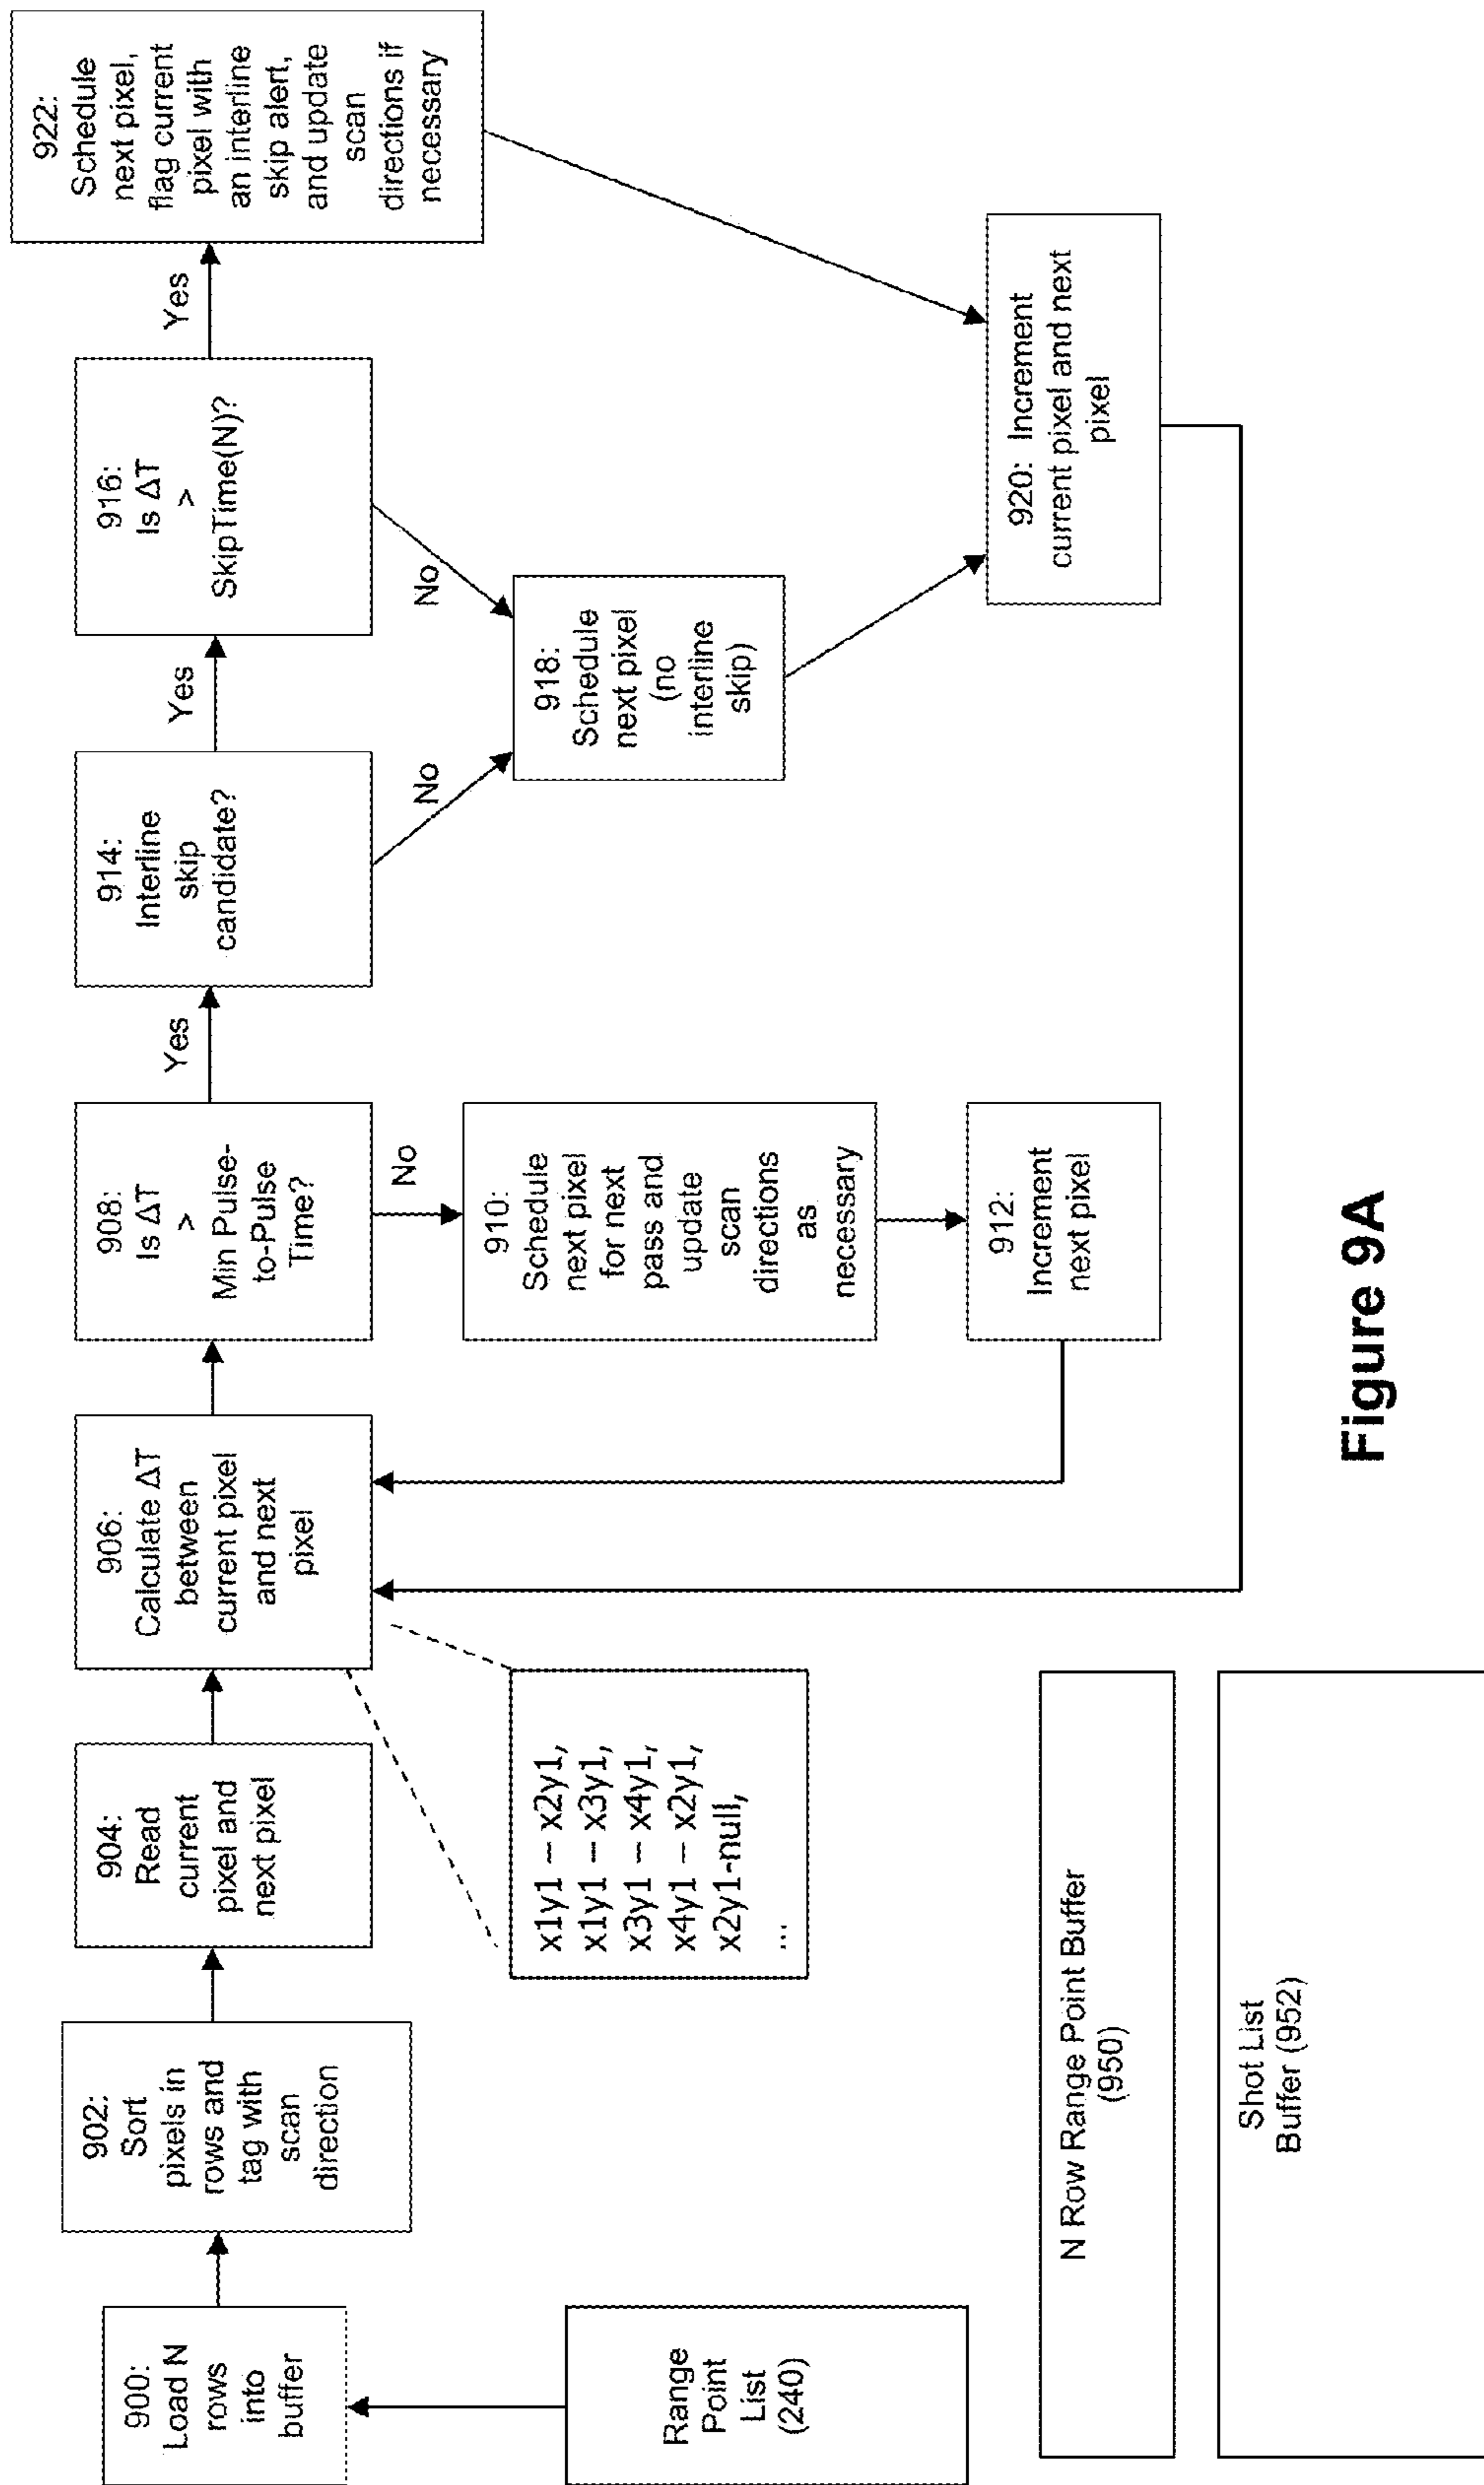 900:
Load N
rows
into
buffer
Range
Point
List
(240)
902:
Sort
pixels in
rows and
tag with
scan
direction
904:
Read
current
pixel and
next pixel
906:
Calculate ΔT
between
current pixel
and next
pixel
x1y1 – x2y1,
x1y1 – x3y1,
x3y1 – x4y1,
x4y1 – x2y1,
x2y1-null,
...
908:
Is ΔT
>
Min Pulse-
to-Pulse
Time?
Yes
No
910:
Schedule
next pixel
for next
pass and
update
scan
directions
as
necessary
912:
Increment
next pixel
914:
Interline
skip
candidate?
Yes
No
916:
Is ΔT
>
SkipTime(N)?
Yes
No
918:
Schedule
next pixel
(no
interline
skip)
922:
Schedule
next pixel,
flag current
pixel with
an interline
skip alert,
and update
scan
directions if
necessary
920: Increment
current pixel and next
pixel
N Row Range Point Buffer
(950)
Shot List
Buffer (952)
Figure 9A